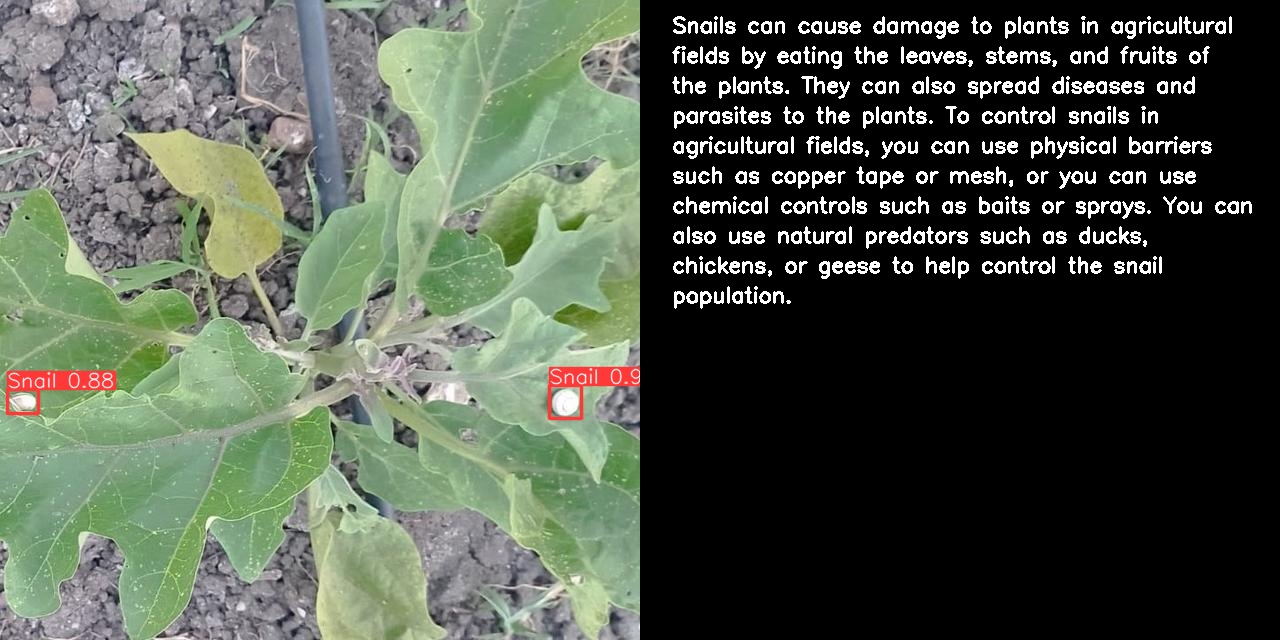 Snail 0.88
Snail 0.9
Snails can cause damage to plants in agricultural
fields by eating the leaves, stems, and fruits of
the plants. They can also spread diseases and
parasites to the plants. To control snails in
agricultural fields, you can use physical barriers
such as copper tape or mesh, or you can use
chemical controls such as baits or sprays. You can
also use natural predators such as ducks,
chickens, or geese to help control the snail
population.